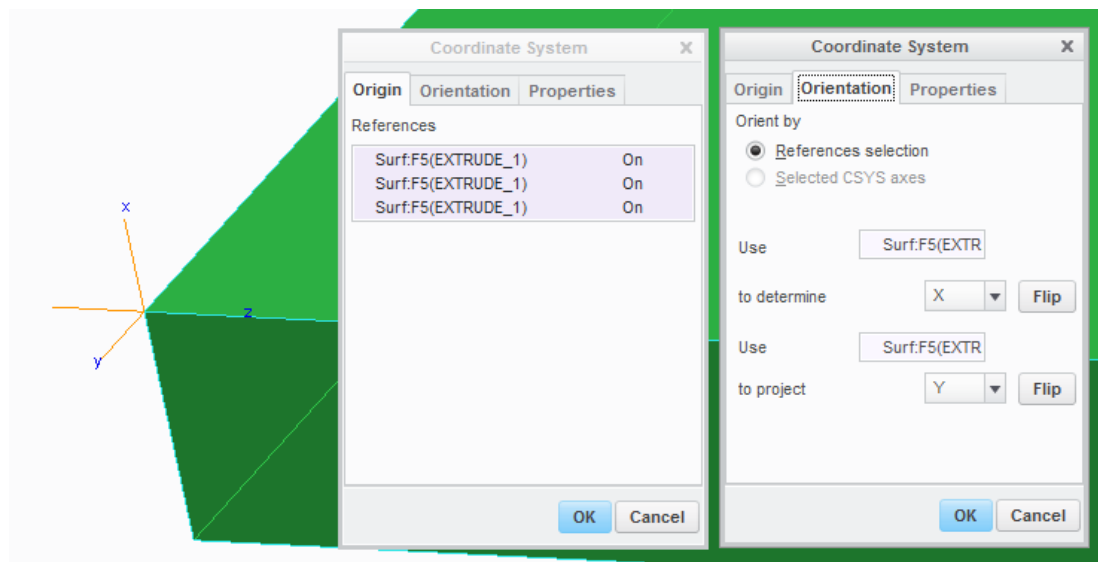 Coordinate System X
Origin Orientation Properties
References
Surf:F5(EXTRUDE_1) On
Surf:F5(EXTRUDE_1) On
Surf:F5(EXTRUDE_1) On
OK Cancel
Coordinate System X
Origin Orientation Properties
Orient by
References selection
Selected CSYS axes
Use Surf:F5(EXTR
to determine X Flip
Use Surf:F5(EXTR
to project Y Flip
OK Cancel
x
z
y